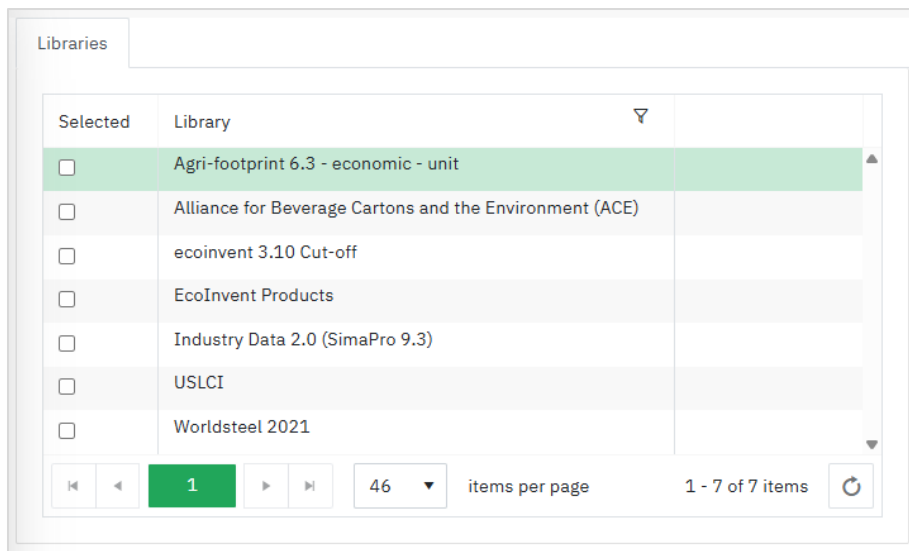 Libraries
Selected Library
Agri-footprint 6.3 - economic - unit
Alliance for Beverage Cartons and the Environment (ACE)
ecoinvent 3.10 Cut-off
EcoInvent Products
Industry Data 2.0 (SimaPro 9.3)
USLCI
Worldsteel 2021
1 46 items per page 1 - 7 of 7 items